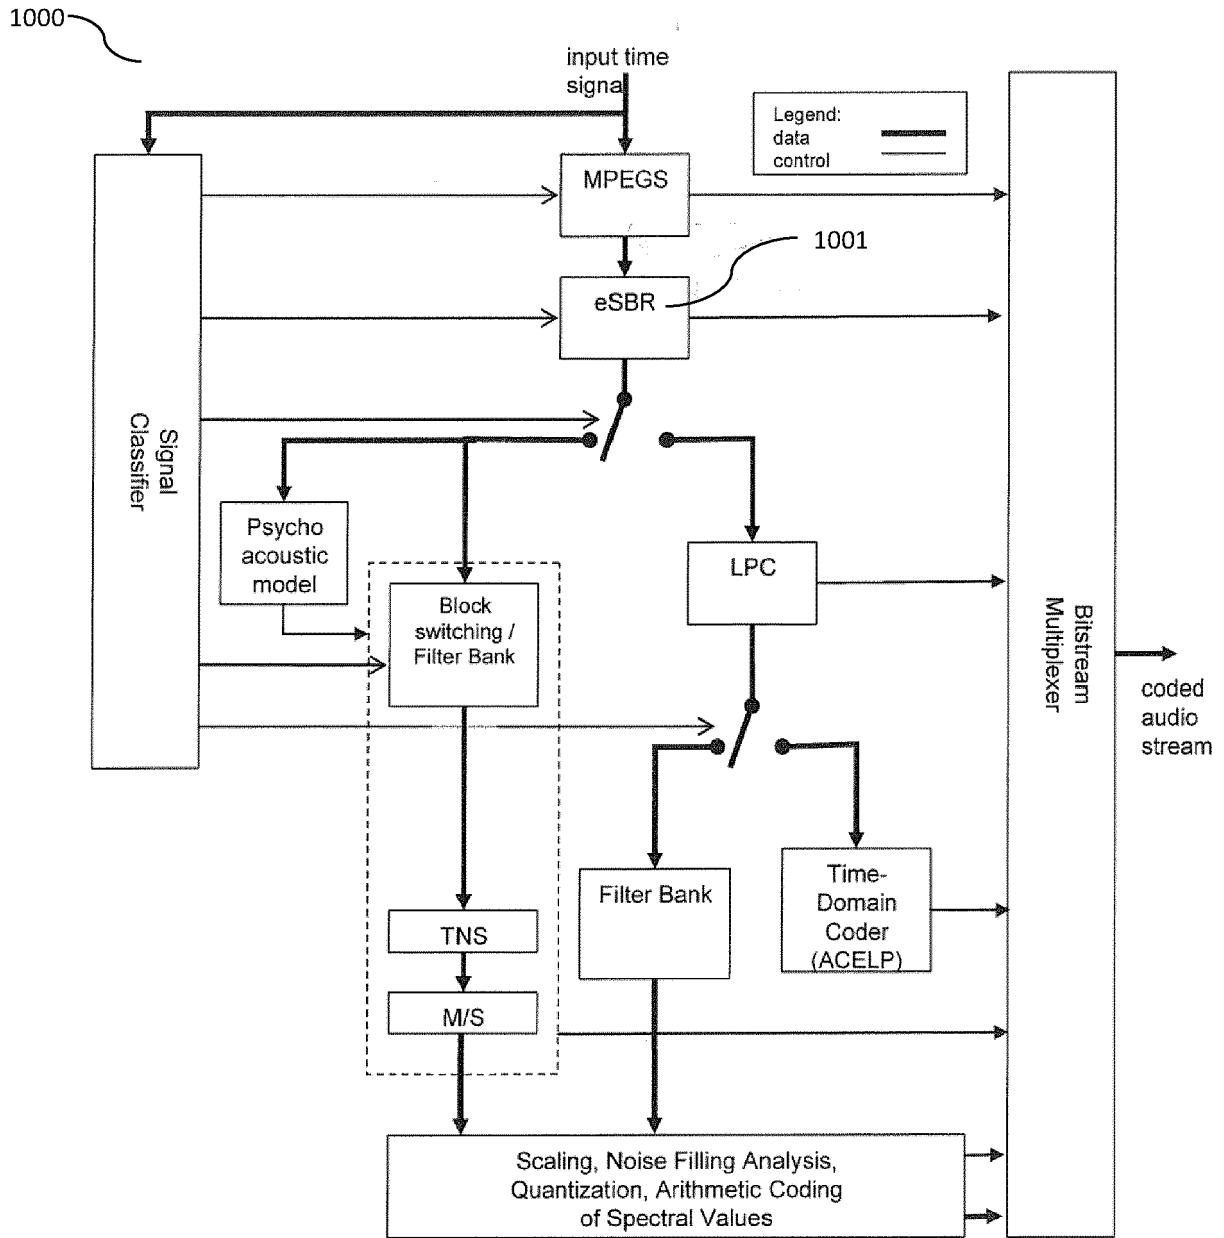 1000
input time
signal
Legend:
data
control
MPEGS
1001
eSBR
Signal
Classifier
Psycho
acoustic
model
LPC
Block
switching /
Filter Bank
Bitstream
Multiplexer
coded
audio
stream
Filter Bank
Time-
Domain
Coder
(ACELP)
TNS
M/S
Scaling, Noise Filling Analysis,
Quantization, Arithmetic Coding
of Spectral Values